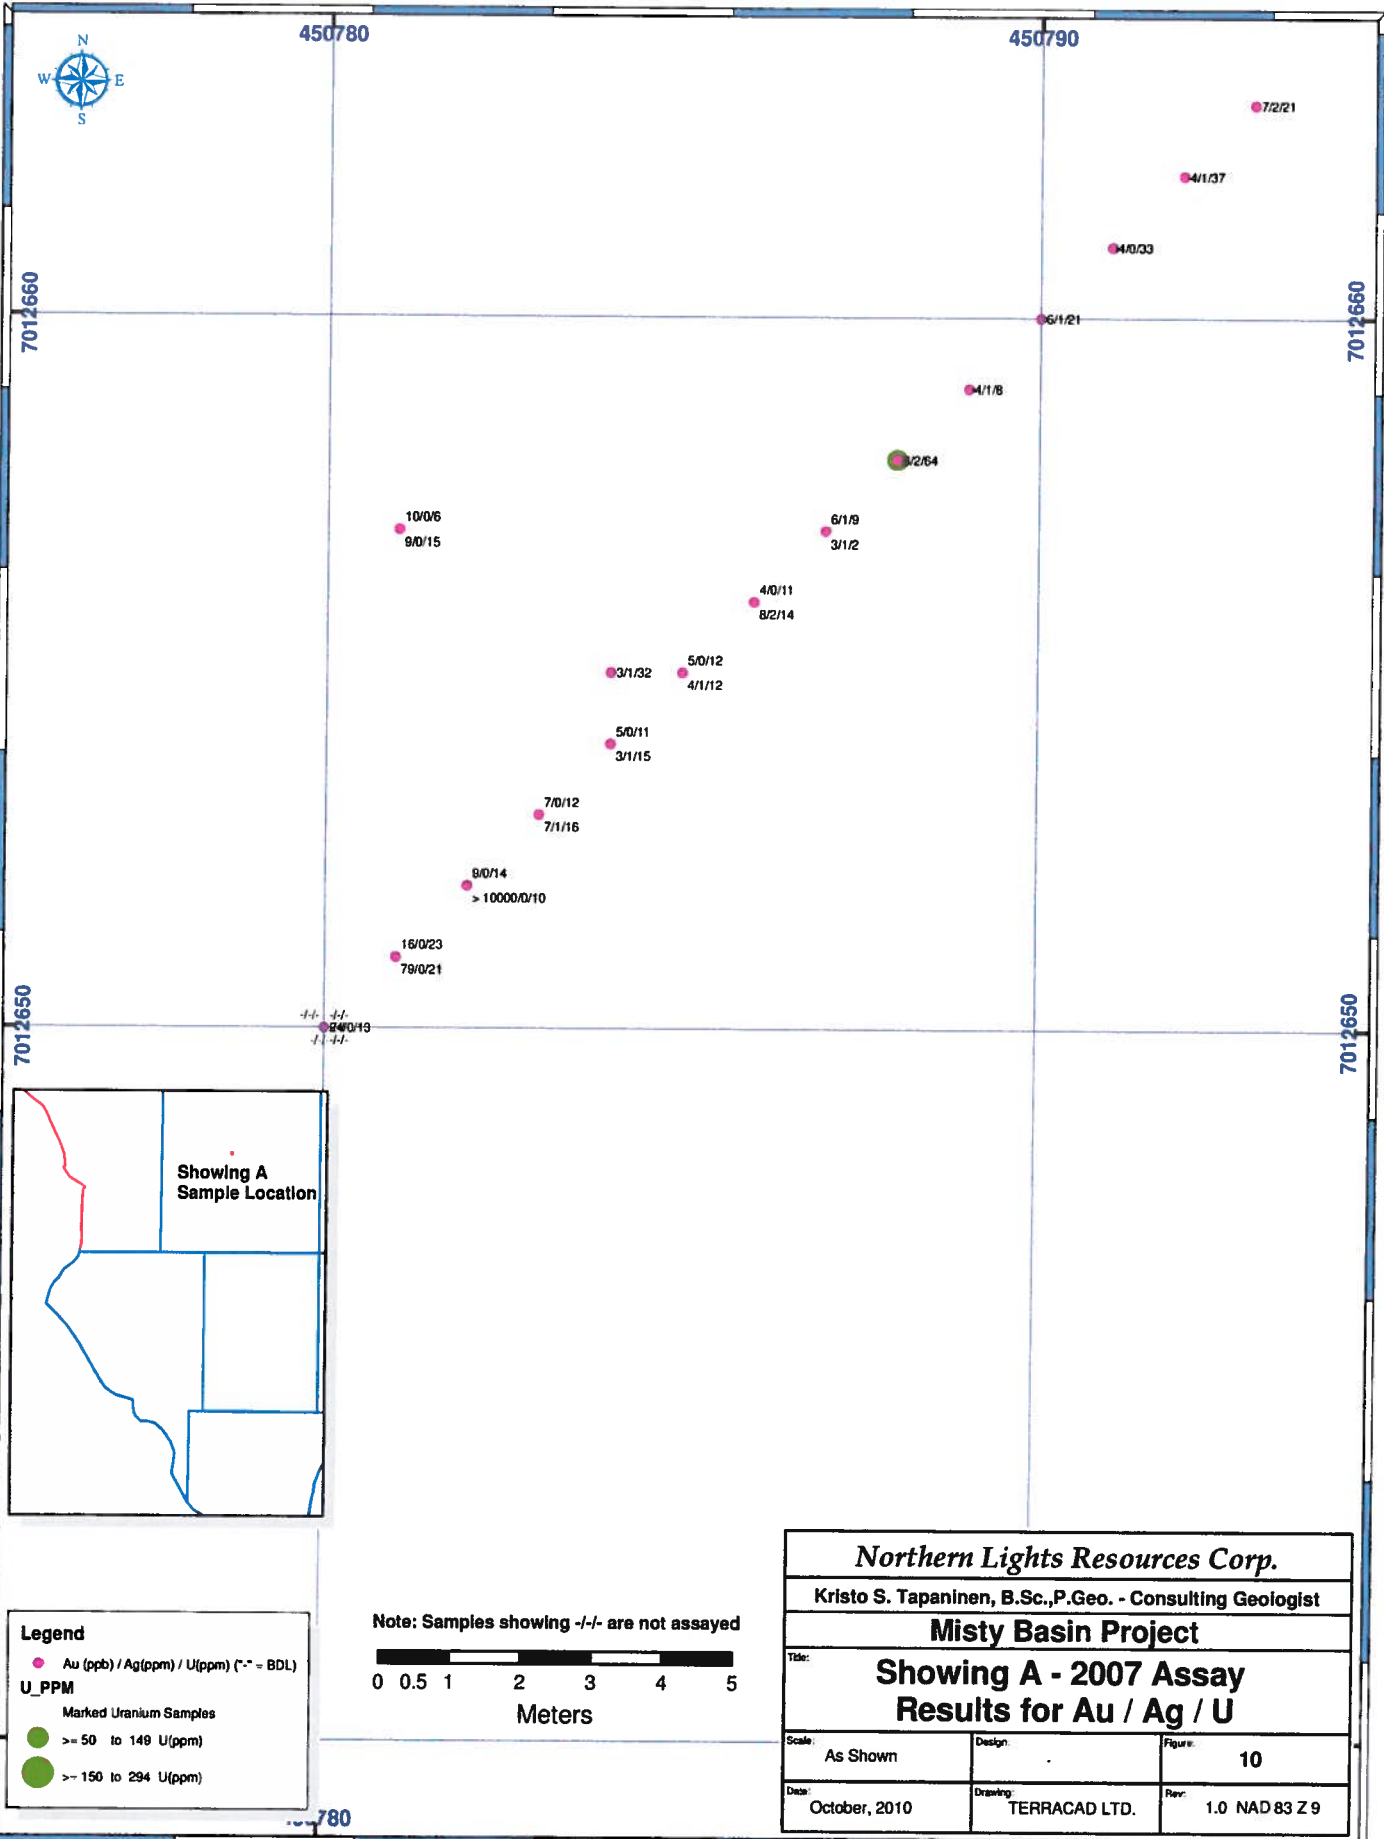 450780
450790
N
W E
S
7/2/21
4/1/37
4/0/33
7012660
7012660
6/1/21
4/1/8
/2/64
10/0/6
9/0/15
6/1/9
3/1/2
4/0/11
8/2/14
3/1/32
5/0/12
4/1/12
5/0/11
3/1/15
7/0/12
7/1/16
9/0/14
> 10000/0/10
16/0/23
79/0/21
7012650
7012650
-/-/- -/-/-
/0/13
-/-/- -/-/-
Showing A
Sample Location
Legend
Au (ppb) / Ag(ppm) / U(ppm) ("-" = BDL)
U_PPM
Marked Uranium Samples
>= 50 to 149 U(ppm)
>= 150 to 294 U(ppm)
Note: Samples showing -/-/- are not assayed
0 0.5 1 2 3 4 5
Meters
Northern Lights Resources Corp.
Kristo S. Tapaninen, B.Sc.,P.Geo. - Consulting Geologist
Misty Basin Project
Title:
Showing A - 2007 Assay
Results for Au / Ag / U
Scale: As Shown
Design: .
Figure: 10
Date: October, 2010
Drawing: TERRACAD LTD.
Rev: 1.0 NAD 83 Z 9
780